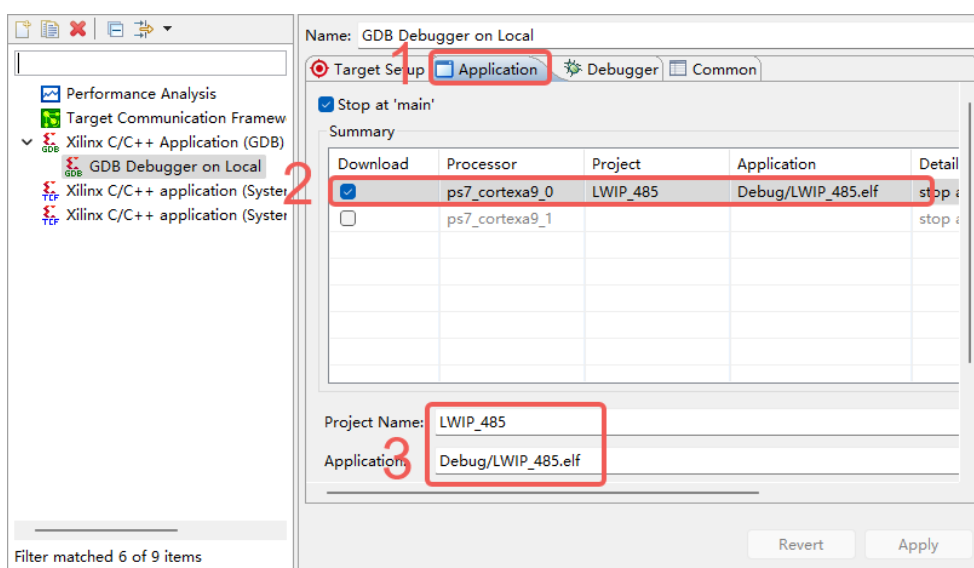 Name: GDB Debugger on Local
1
Target Setup Application Debugger Common
Stop at 'main'
Summary
Download Processor Project Application Detail
2
ps7_cortexa9_0 LWIP_485 Debug/LWIP_485.elf stop a
ps7_cortexa9_1 stop a
Project Name: LWIP_485
3
Application: Debug/LWIP_485.elf
Revert Apply
Performance Analysis
Target Communication Framew
Xilinx C/C++ Application (GDB)
GDB Debugger on Local
Xilinx C/C++ application (System
Xilinx C/C++ application (System
Filter matched 6 of 9 items